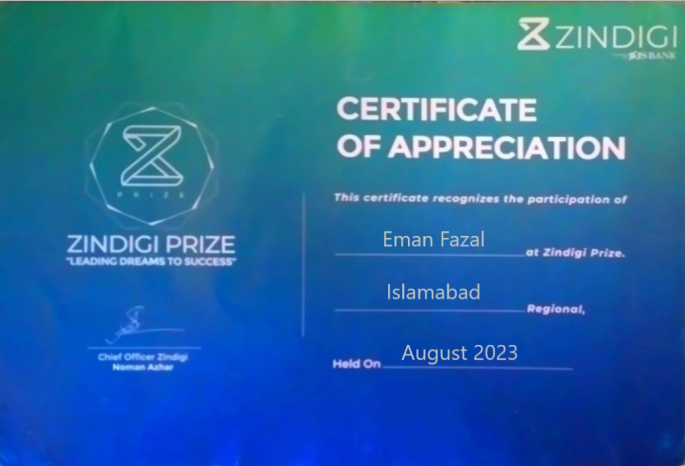 ZINDIGI
JS BANK
CERTIFICATE
OF APPRECIATION
This certificate recognizes the participation of
Eman Fazal
at Zindigi Prize.
Islamabad
Regional,
August 2023
Held On
PRIZE
ZINDIGI PRIZE
"LEADING DREAMS TO SUCCESS"
Chief Officer Zindigi
Noman Azhar